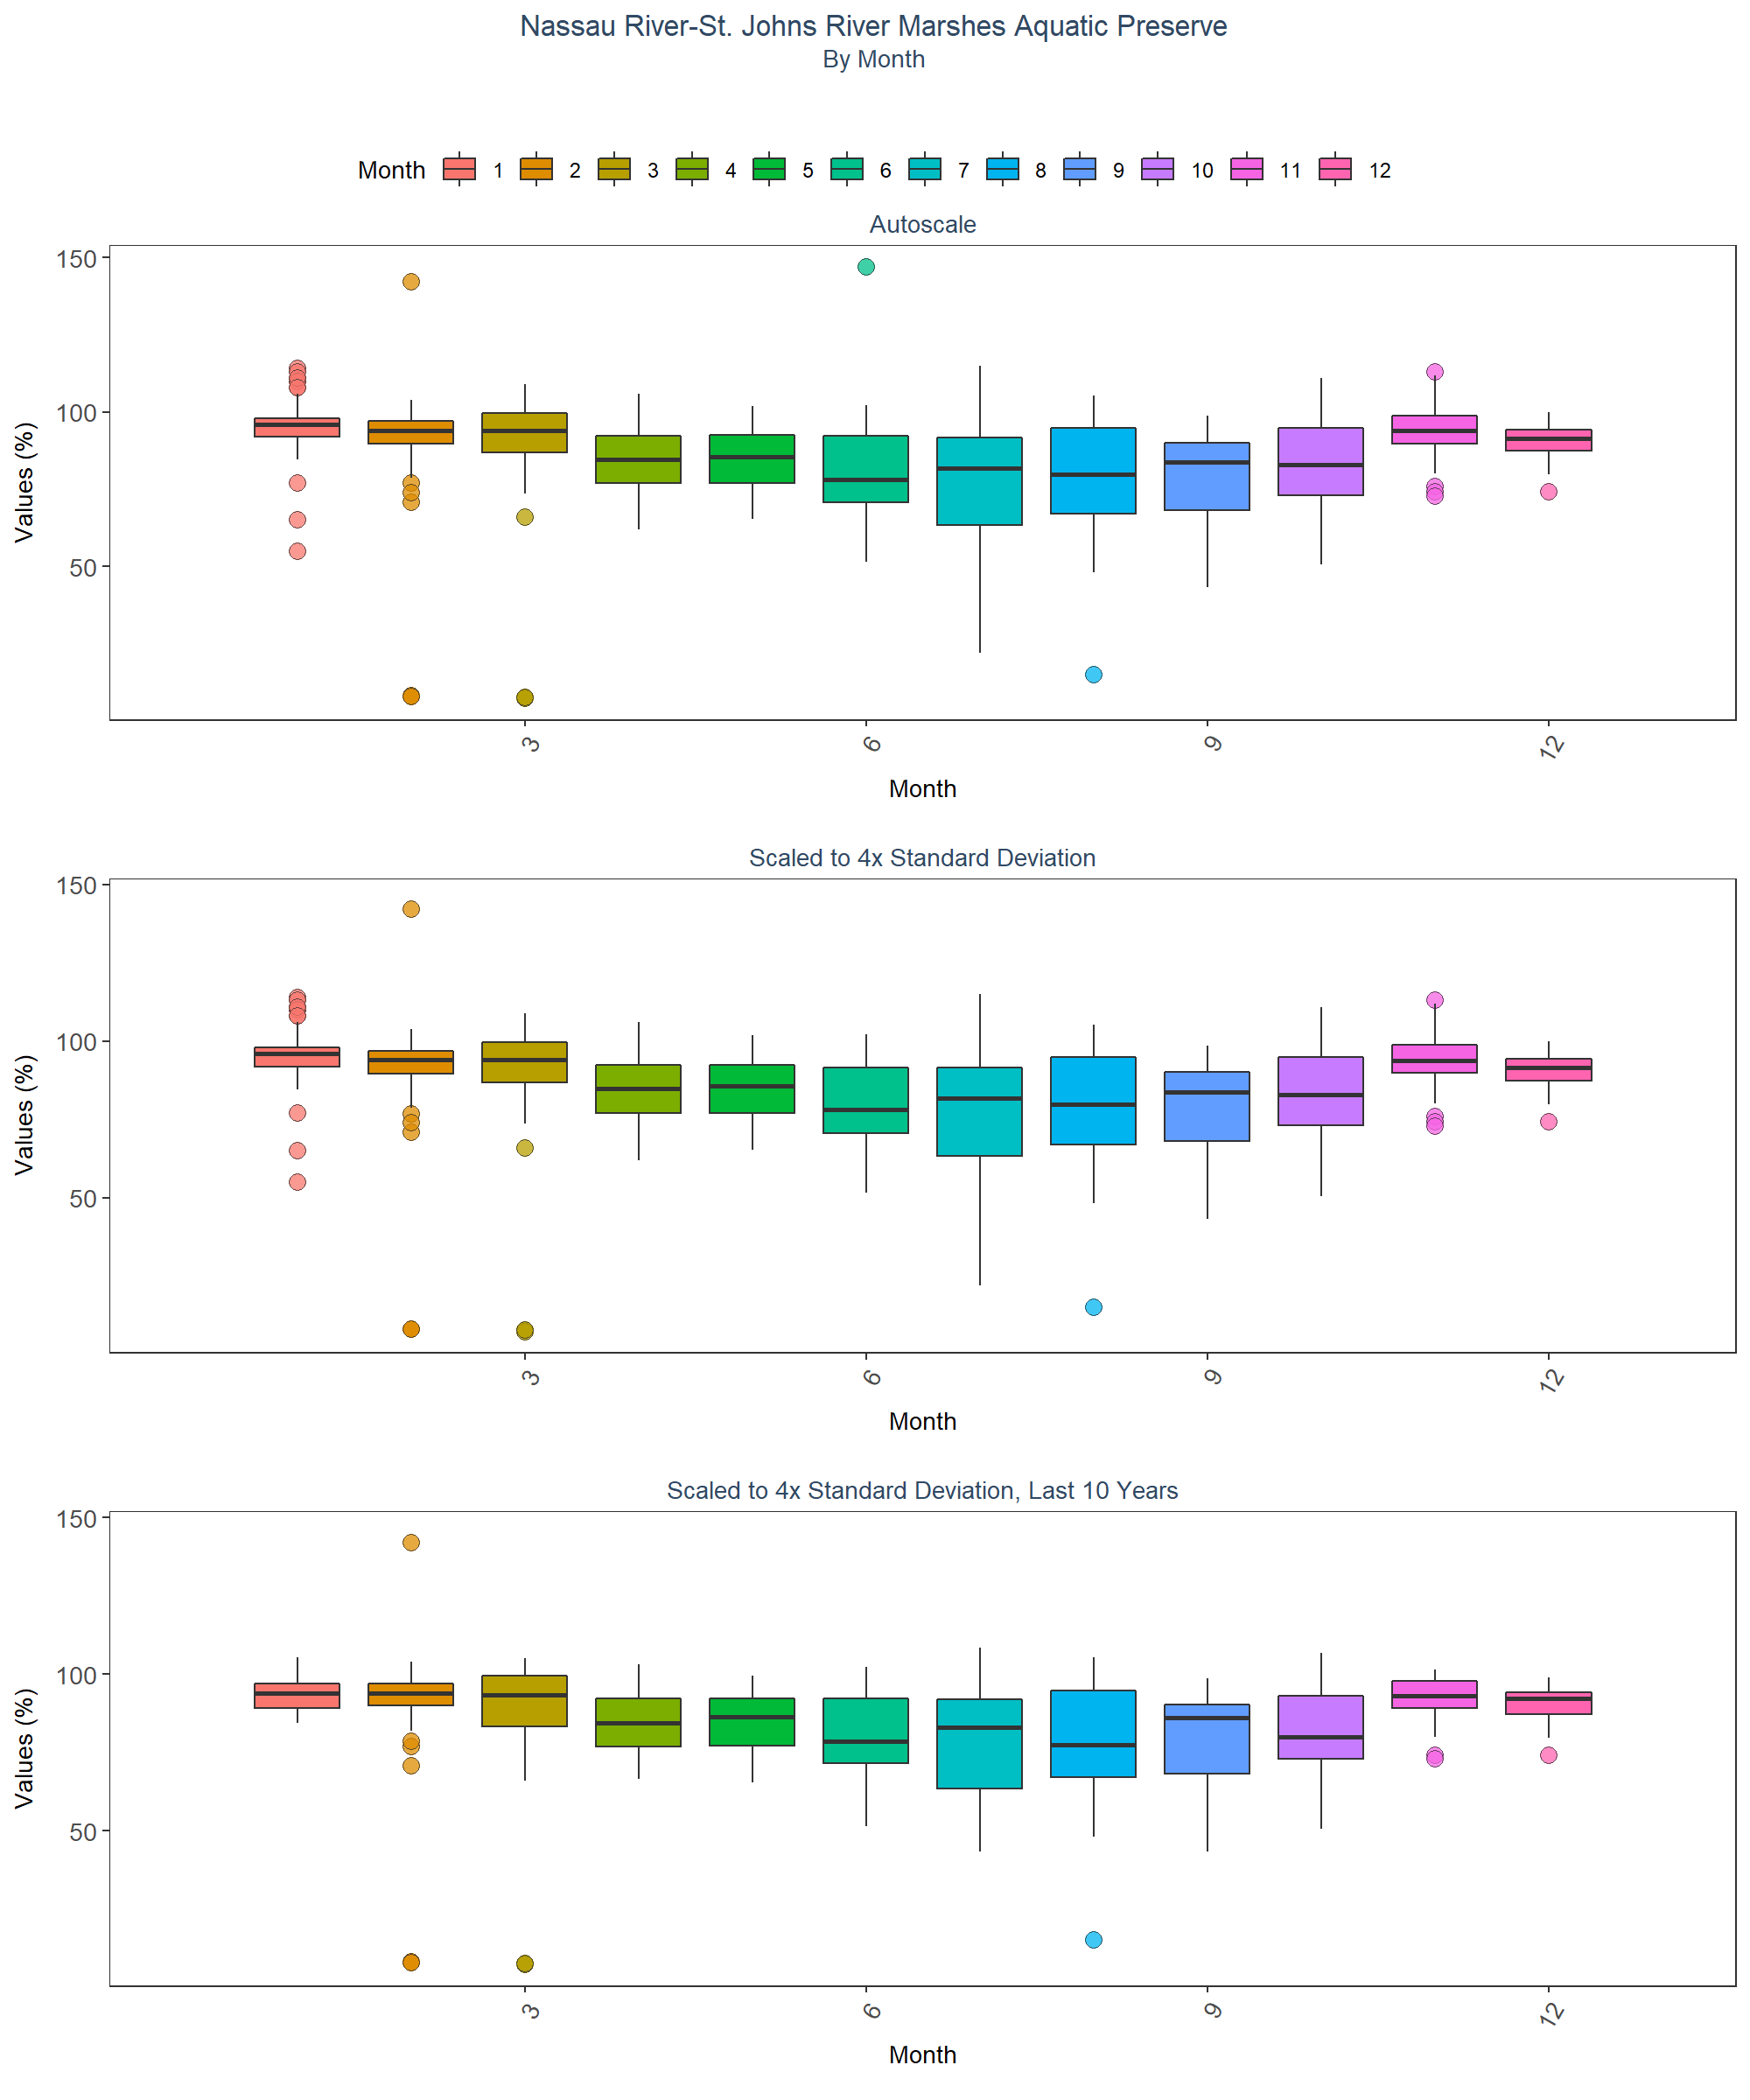 Nassau River-St. Johns River Marshes Aquatic Preserve
By Month
Month 1 2 3 4 5 6 7 8 9 10 11 12
Autoscale
Values (%)
150
100
50
3 6 9 12
Month
Scaled to 4x Standard Deviation
Values (%)
150
100
50
3 6 9 12
Month
Scaled to 4x Standard Deviation, Last 10 Years
Values (%)
150
100
50
3 6 9 12
Month